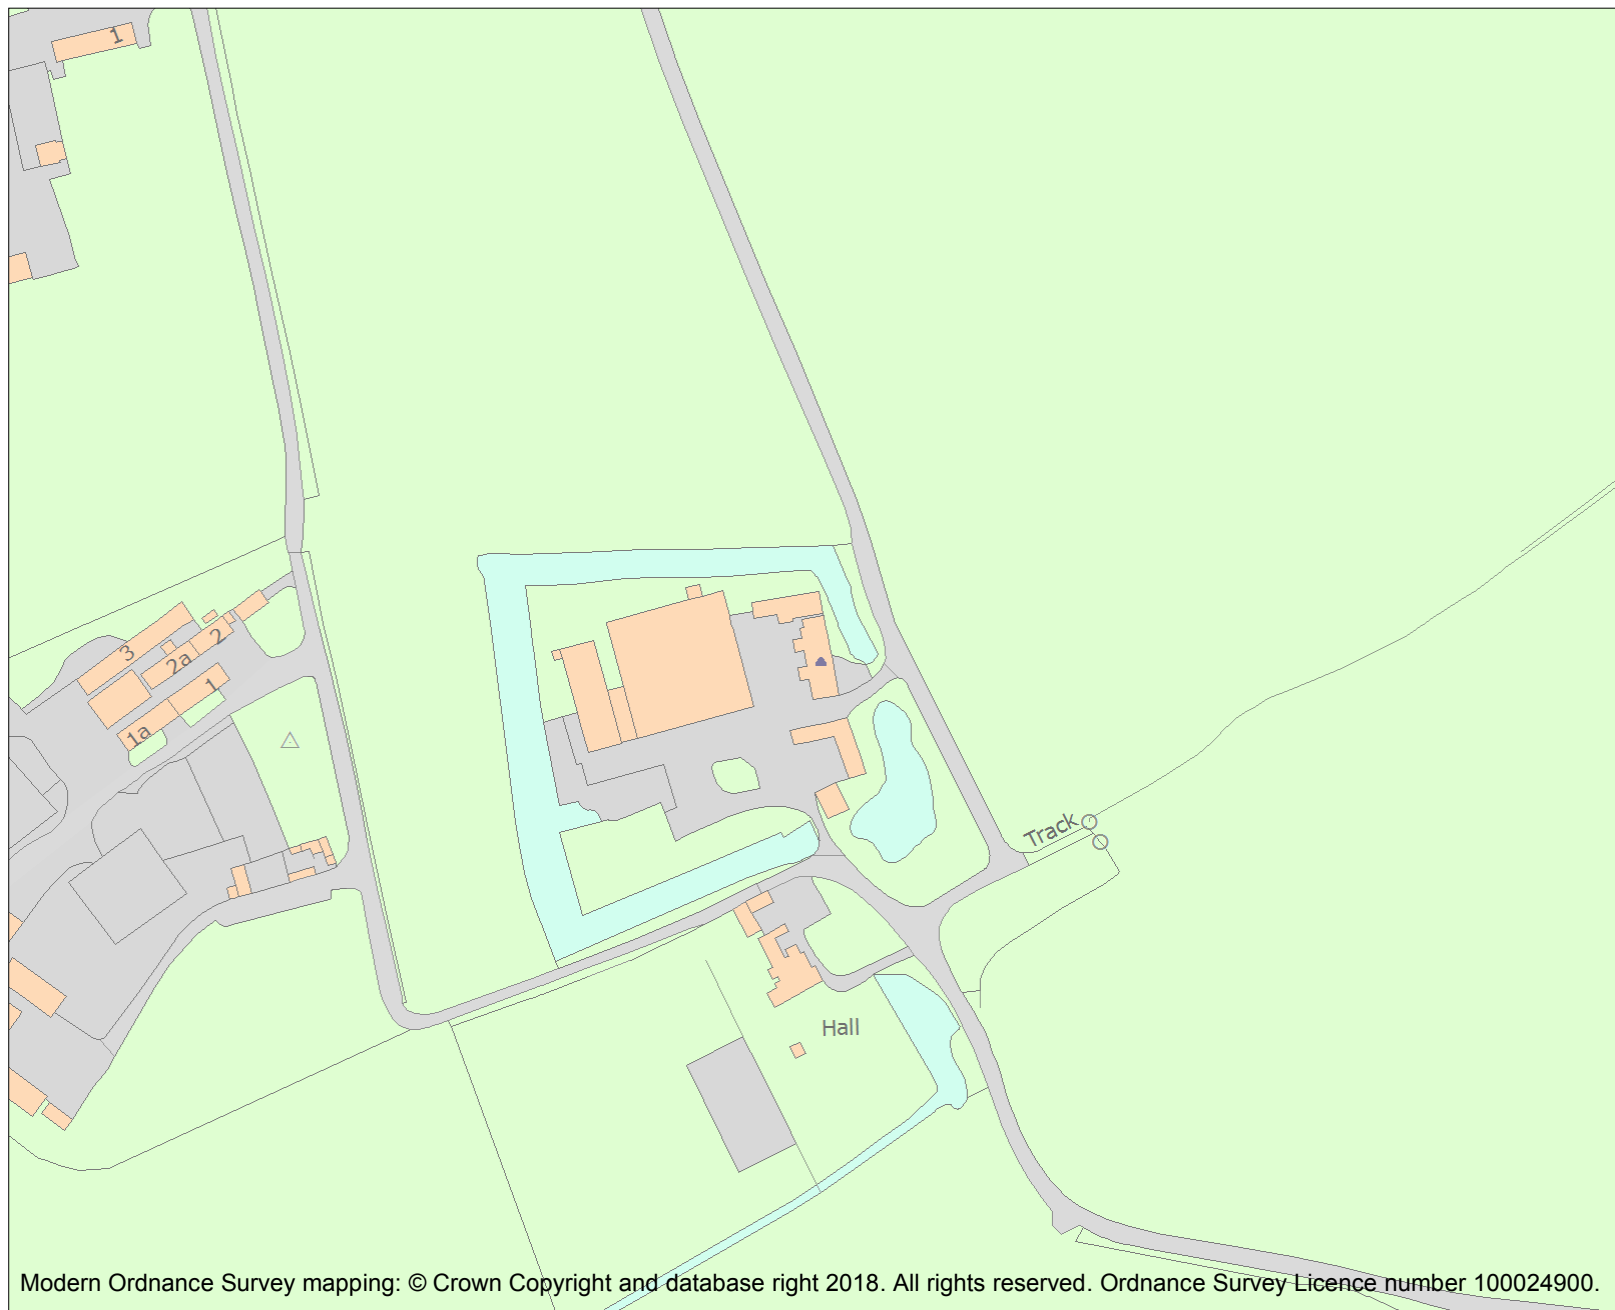 1
3
2
2a
1
1a
Track
Hall
Modern Ordnance Survey mapping: © Crown Copyright and database right 2018. All rights reserved. Ordnance Survey Licence number 100024900.